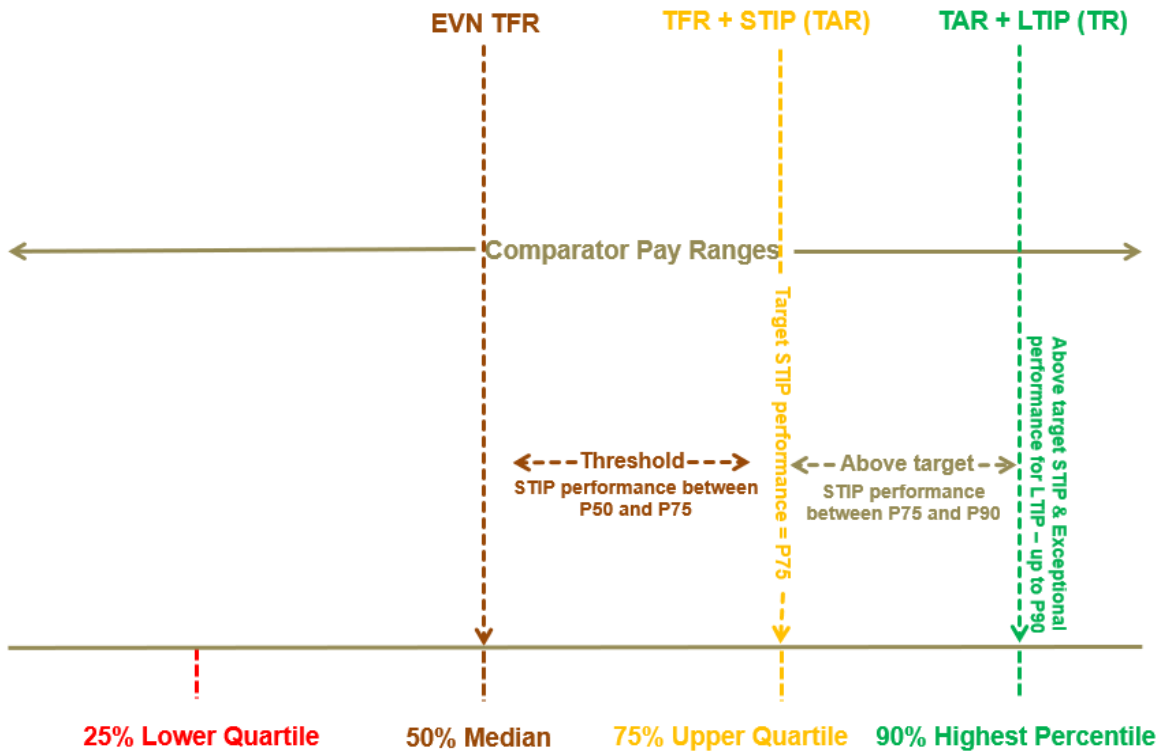 EVN TFR
TFR + STIP (TAR)
TAR + LTIP (TR)
Comparator Pay Ranges
Target STIP performance = P75
Above target STIP & Exceptional
performance for LTIP – up to P90
Threshold
STIP performance between
P50 and P75
Above target
STIP performance
between P75 and P90
25% Lower Quartile
50% Median
75% Upper Quartile
90% Highest Percentile